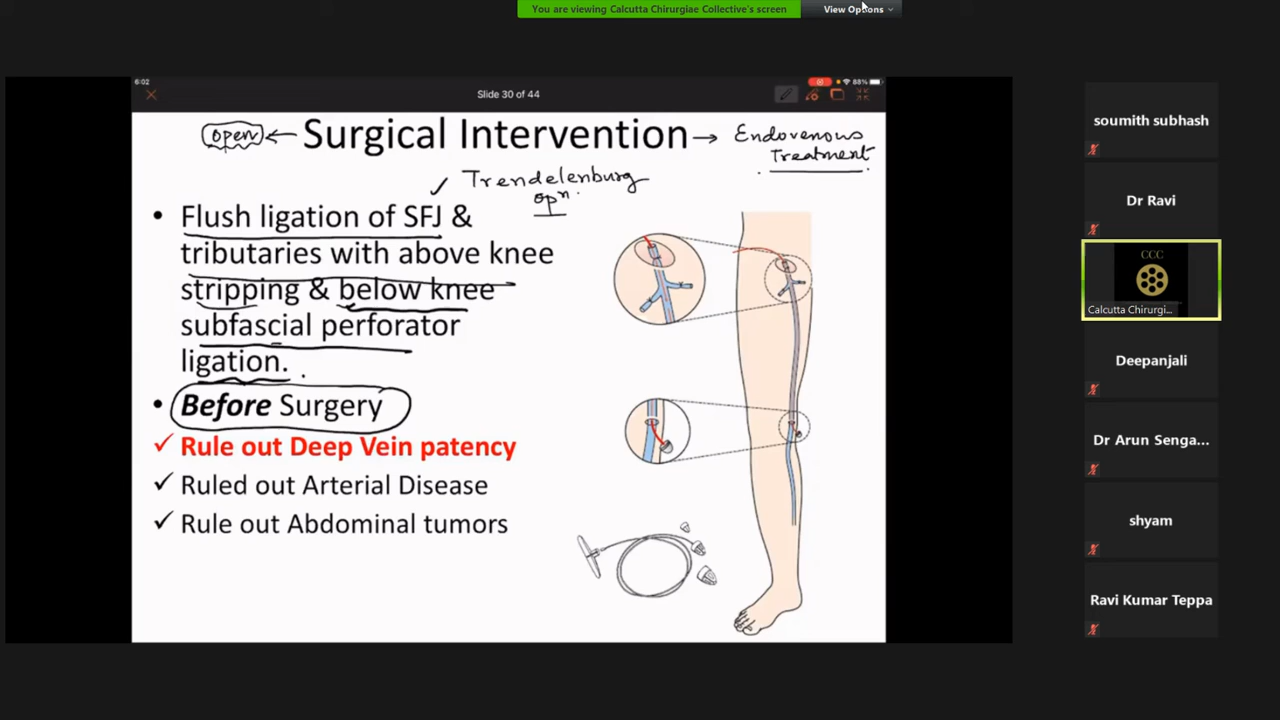 You are viewing Calcutta Chirurgiae Collective's screen
View Options
6:02
88%
Slide 30 of 44
open ← Surgical Intervention → Endovenous
Treatment
✓ Trendelenburg
opn.
• Flush ligation of SFJ &
tributaries with above knee
stripping & below knee
subfascial perforator
ligation.
• Before Surgery
✓ Rule out Deep Vein patency
✓ Ruled out Arterial Disease
✓ Rule out Abdominal tumors
soumith subhash
Dr Ravi
CCC
Calcutta Chirurgi...
Deepanjali
Dr Arun Senga...
shyam
Ravi Kumar Teppa